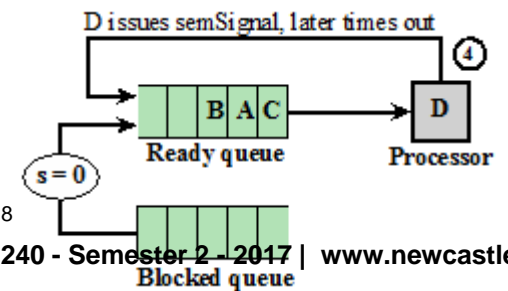 D issues semSignal, later times out
4
B A C
D
Ready queue
Processor
s = 0
8
240 - Semester 2 - 2017 | www.newcastle
Blocked queue